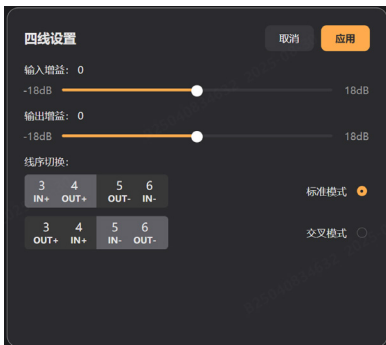 四线设置 取消 应用
输入增益: 0
-18dB 18dB
输出增益: 0
-18dB 18dB
线序切换:
3 4 5 6
IN+ OUT+ OUT- IN-
标准模式
3 4 5 6
OUT+ IN+ IN- OUT-
交叉模式